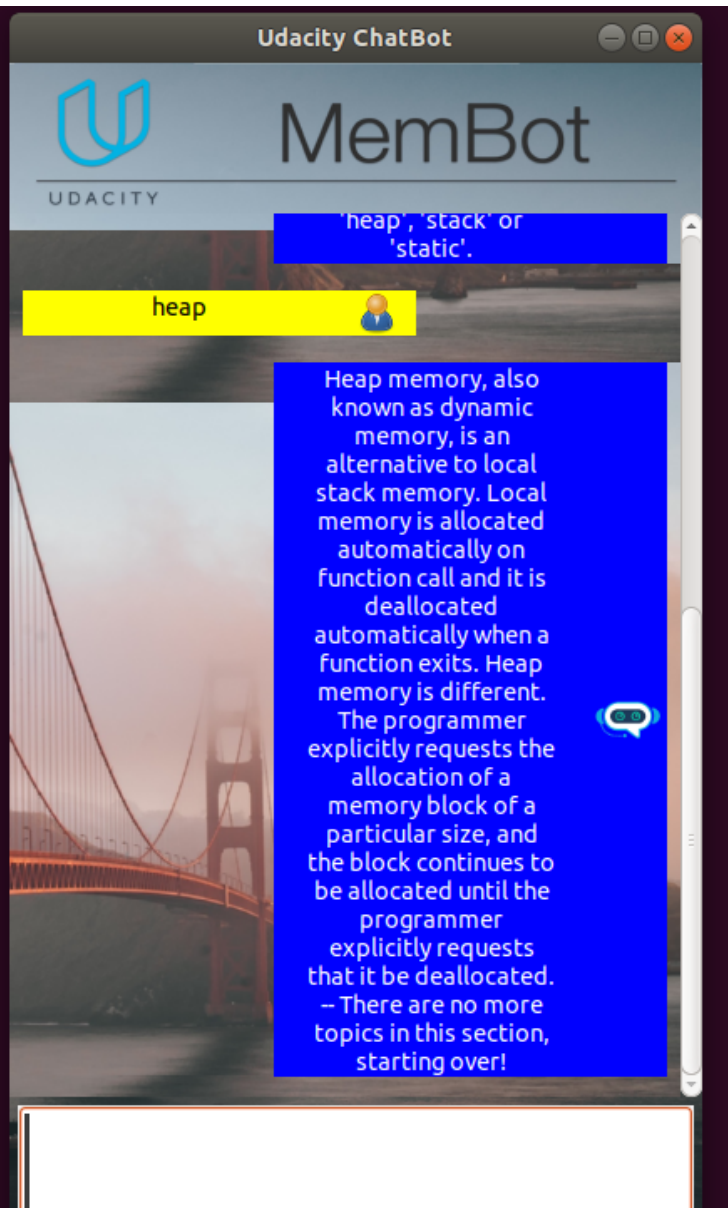 Udacity ChatBot
UDACITY
MemBot
'heap', 'stack' or
'static'.
heap
Heap memory, also
known as dynamic
memory, is an
alternative to local
stack memory. Local
memory is allocated
automatically on
function call and it is
deallocated
automatically when a
function exits. Heap
memory is different.
The programmer
explicitly requests the
allocation of a
memory block of a
particular size, and
the block continues to
be allocated until the
programmer
explicitly requests
that it be deallocated.
-- There are no more
topics in this section,
starting over!